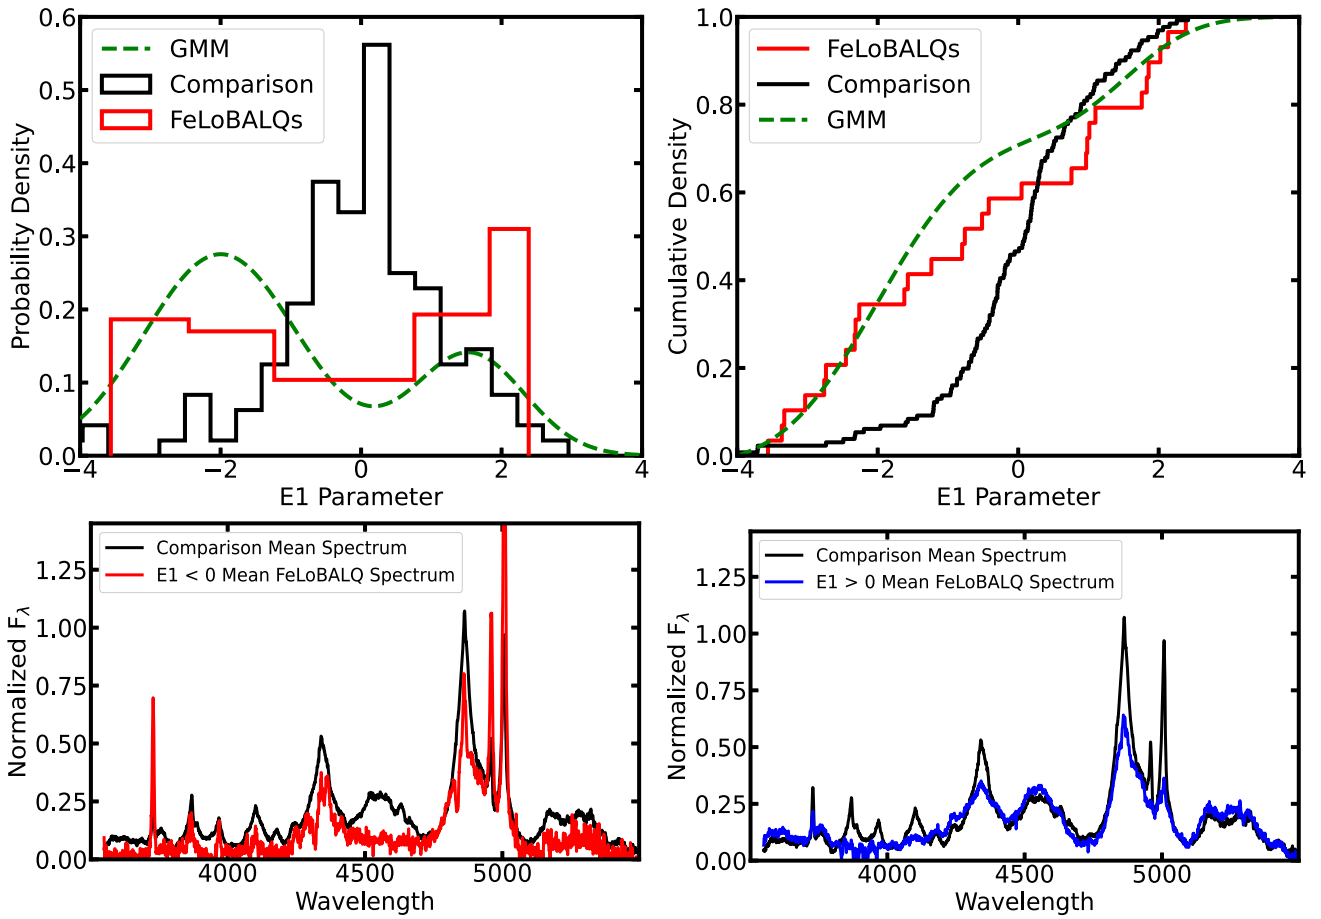 GMM
Comparison
FeLoBALQs
0.0
0.1
0.2
0.3
0.4
0.5
0.6
−4
−2
0
2
4
Probability Density
E1 Parameter
FeLoBALQs
Comparison
GMM
0.0
0.2
0.4
0.6
0.8
1.0
−4
−2
0
2
4
Cumulative Density
E1 Parameter
Comparison Mean Spectrum
E1 < 0 Mean FeLoBALQ Spectrum
0.00
0.25
0.50
0.75
1.00
1.25
4000
4500
5000
Normalized Fλ
Wavelength
Comparison Mean Spectrum
E1 > 0 Mean FeLoBALQ Spectrum
0.00
0.25
0.50
0.75
1.00
1.25
4000
4500
5000
Normalized Fλ
Wavelength